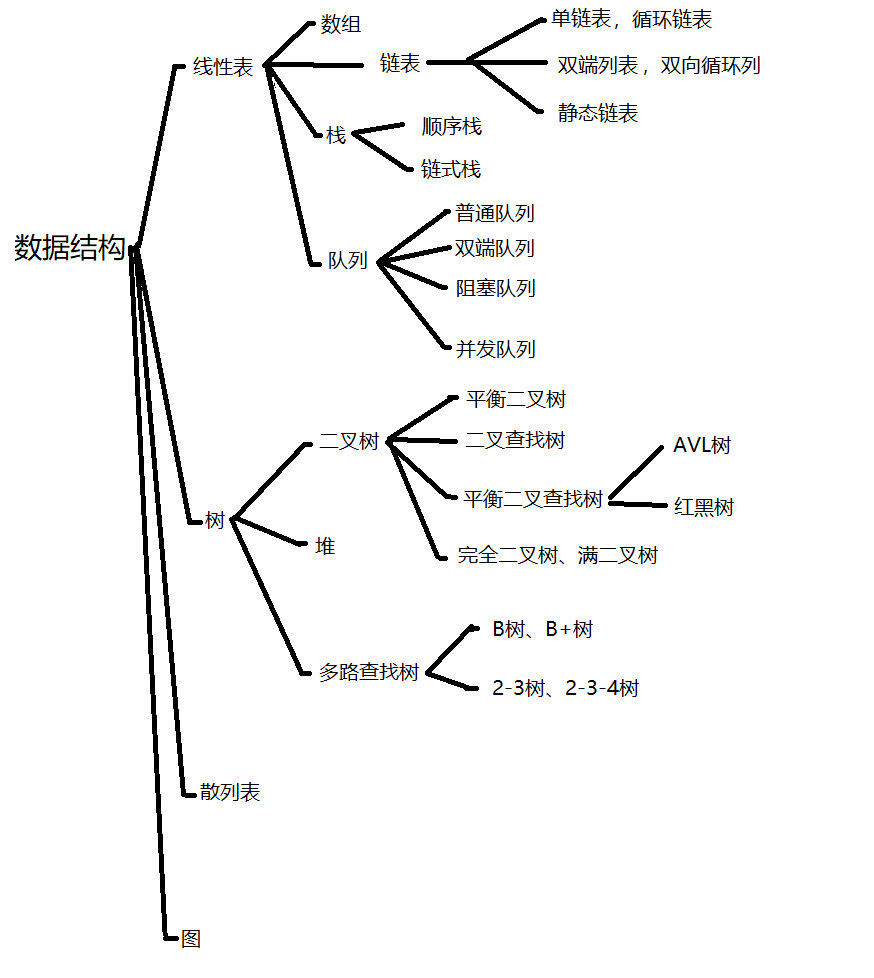 数据结构
线性表
数组
链表
单链表，循环链表
双端列表，双向循环列
静态链表
栈
顺序栈
链式栈
队列
普通队列
双端队列
阻塞队列
并发队列
树
二叉树
平衡二叉树
二叉查找树
平衡二叉查找树
AVL树
红黑树
完全二叉树、满二叉树
堆
多路查找树
B树、B+树
2-3树、2-3-4树
散列表
图